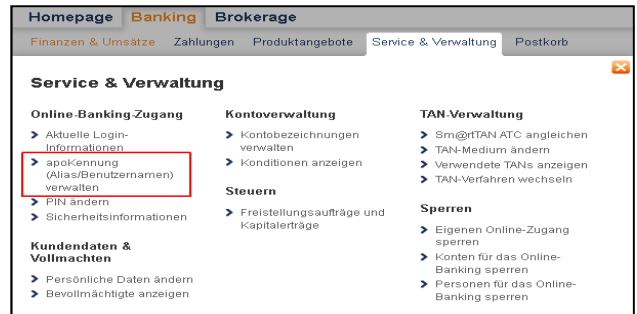 Homepage Banking Brokerage
Finanzen & Umsätze Zahlungen Produktangebote Service & Verwaltung Postkorb
Service & Verwaltung
Online-Banking-Zugang
Aktuelle Login-
Informationen
apoKennung
(Alias/Benutzernamen)
verwalten
PIN ändern
Sicherheitsinformationen
Kundendaten &
Vollmachten
Persönliche Daten ändern
Bevollmächtigte anzeigen
Kontoverwaltung
Kontobezeichnungen
verwalten
Konditionen anzeigen
Steuern
Freistellungsaufträge und
Kapitalerträge
TAN-Verwaltung
Sm@rtTAN ATC angleichen
TAN-Medium ändern
Verwendete TANs anzeigen
TAN-Verfahren wechseln
Sperren
Eigenen Online-Zugang
sperren
Konten für das Online-
Banking sperren
Personen für das Online-
Banking sperren